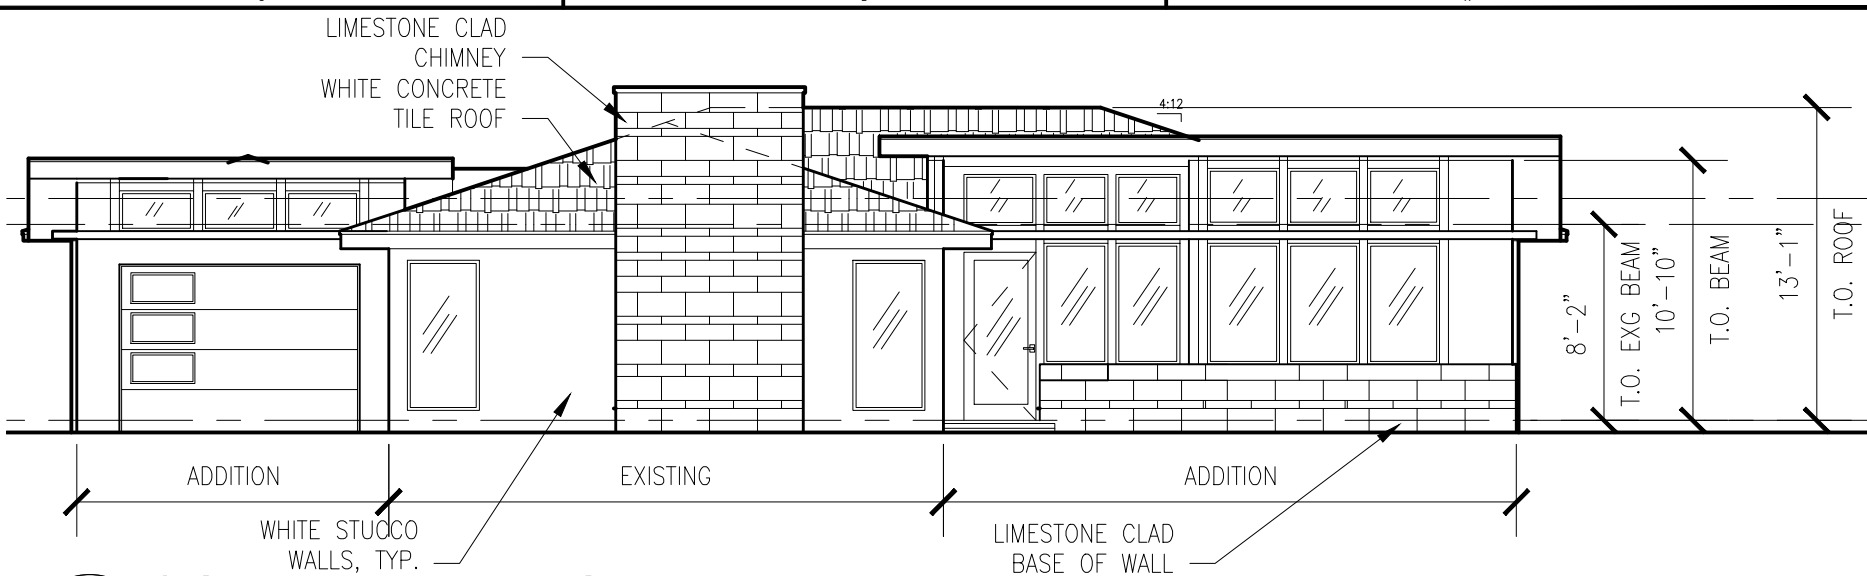 LIMESTONE CLAD
CHIMNEY
WHITE CONCRETE
TILE ROOF
4:12
8'-2"
T.O. EXG BEAM
10'-10"
T.O. BEAM
13'-1"
T.O. ROOF
ADDITION
EXISTING
ADDITION
WHITE STUCCO
WALLS, TYP.
LIMESTONE CLAD
BASE OF WALL